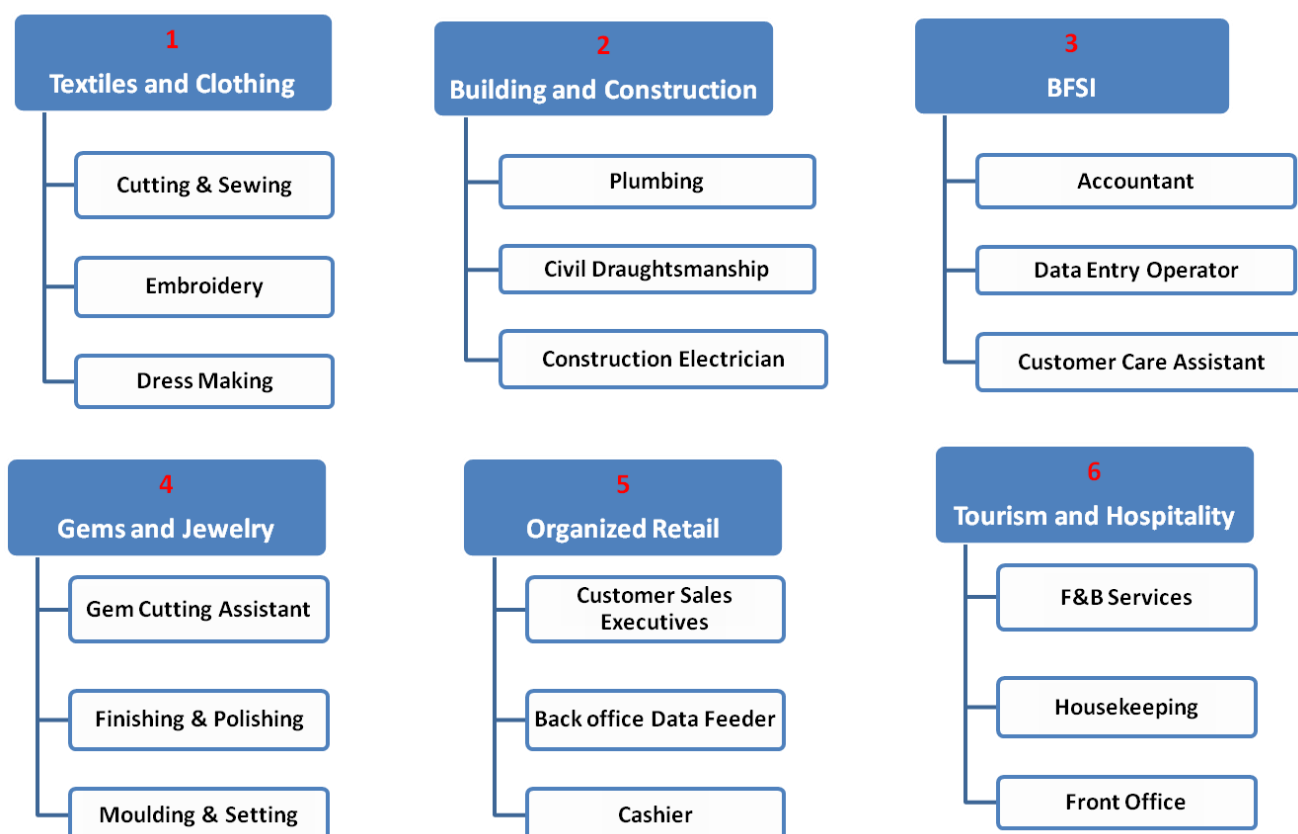 1
Textiles and Clothing
Cutting & Sewing
Embroidery
Dress Making
2
Building and Construction
Plumbing
Civil Draughtsmanship
Construction Electrician
3
BFSI
Accountant
Data Entry Operator
Customer Care Assistant
4
Gems and Jewelry
Gem Cutting Assistant
Finishing & Polishing
Moulding & Setting
5
Organized Retail
Customer Sales
Executives
Back office Data Feeder
Cashier
6
Tourism and Hospitality
F&B Services
Housekeeping
Front Office